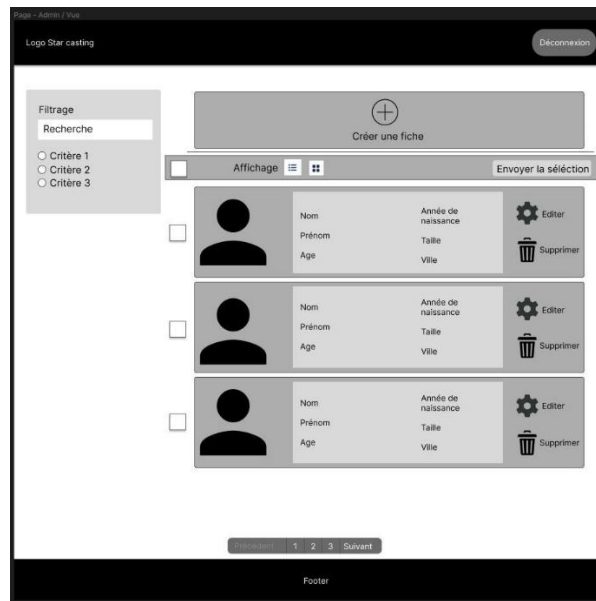 Page - Admin / Vue
Logo Star casting
Déconnexion
Filtrage
Recherche
Critère 1
Critère 2
Critère 3
Créer une fiche
Affichage
Envoyer la séléction
Nom
Prénom
Age
Année de
naissance
Taille
Ville
Editer
Supprimer
Nom
Prénom
Age
Année de
naissance
Taille
Ville
Editer
Supprimer
Nom
Prénom
Age
Année de
naissance
Taille
Ville
Editer
Supprimer
Précédent 1 2 3 Suivant
Footer